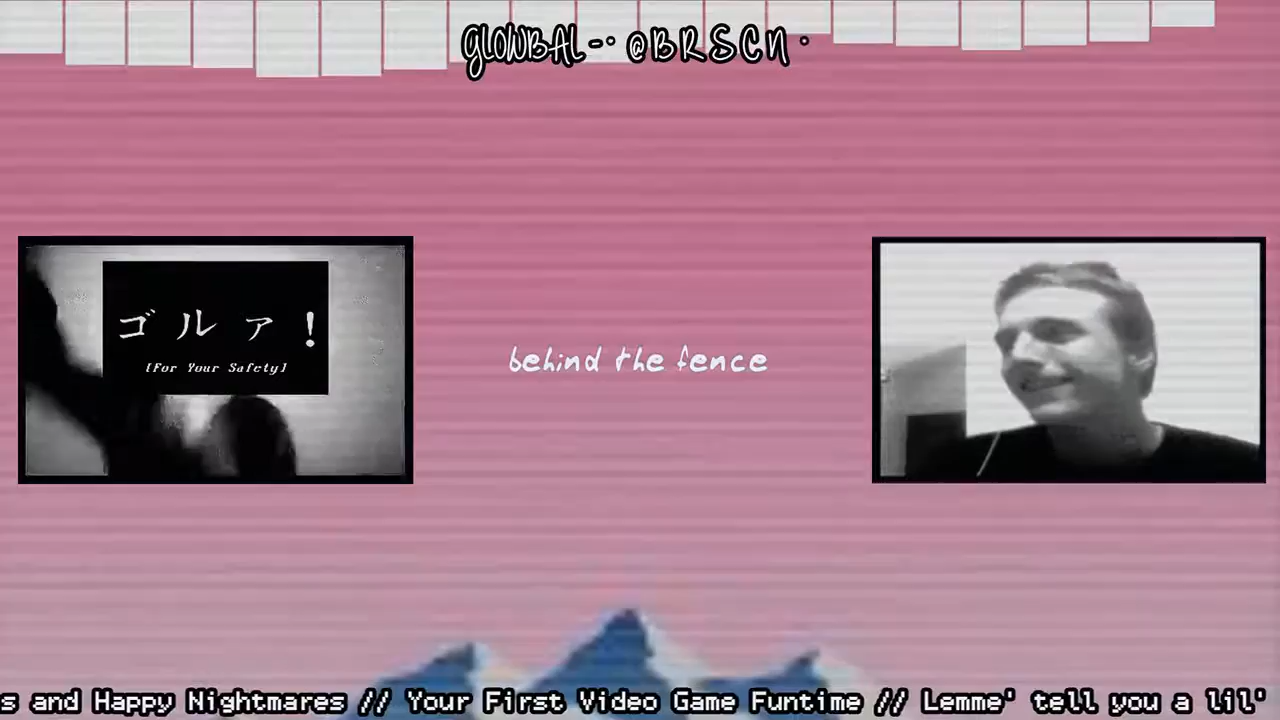 GLOWBAL -• @BRSCN •
ゴルァ!
[For Your Safety]
behind the fence
s and Happy Nightmares // Your First Video Game Funtime // Lemme' tell you a lil'